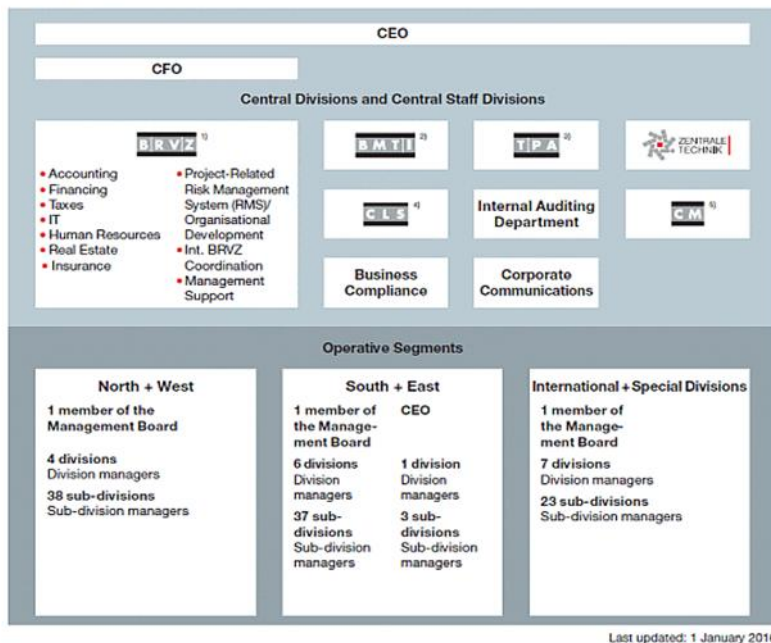 CEO
CFO
Central Divisions and Central Staff Divisions
BRVZ 1)
• Accounting
• Financing
• Taxes
• IT
• Human Resources
• Real Estate
• Insurance
• Project-Related
Risk Management
System (RMS)/
Organisational
Development
• Int. BRVZ
Coordination
• Management
Support
BMTI 2)
TPA 3)
ZENTRALE
TECHNIK
CLS 4)
Internal Auditing
Department
CM 5)
Business
Compliance
Corporate
Communications
Operative Segments
North + West
1 member of the
Management Board
4 divisions
Division managers
38 sub-divisions
Sub-division managers
South + East
1 member of
the Manage-
ment Board
6 divisions
Division
managers
37 sub-
divisions
Sub-division
managers
CEO
1 division
Division
managers
3 sub-
divisions
Sub-division
managers
International + Special Divisions
1 member of
the Manage-
ment Board
7 divisions
Division managers
23 sub-divisions
Sub-division managers
Last updated: 1 January 2016